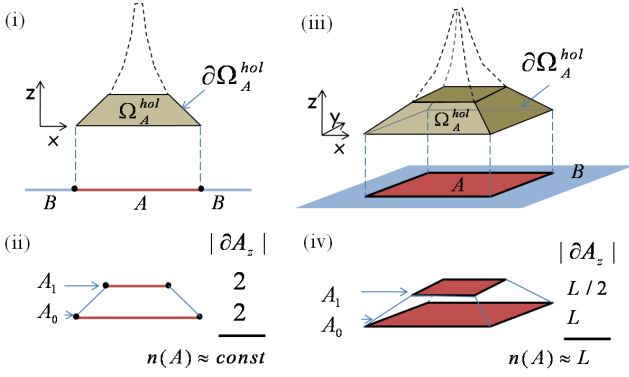 (i)
∂Ω_A^{hol}
z
Ω_A^{hol}
x
B A B
(ii)
| ∂A_z |
A_1 2
A_0 2
n(A) ≈ const
(iii)
∂Ω_A^{hol}
z
y
Ω_A^{hol}
x
A
B
(iv)
| ∂A_z |
A_1 L / 2
A_0 L
n(A) ≈ L